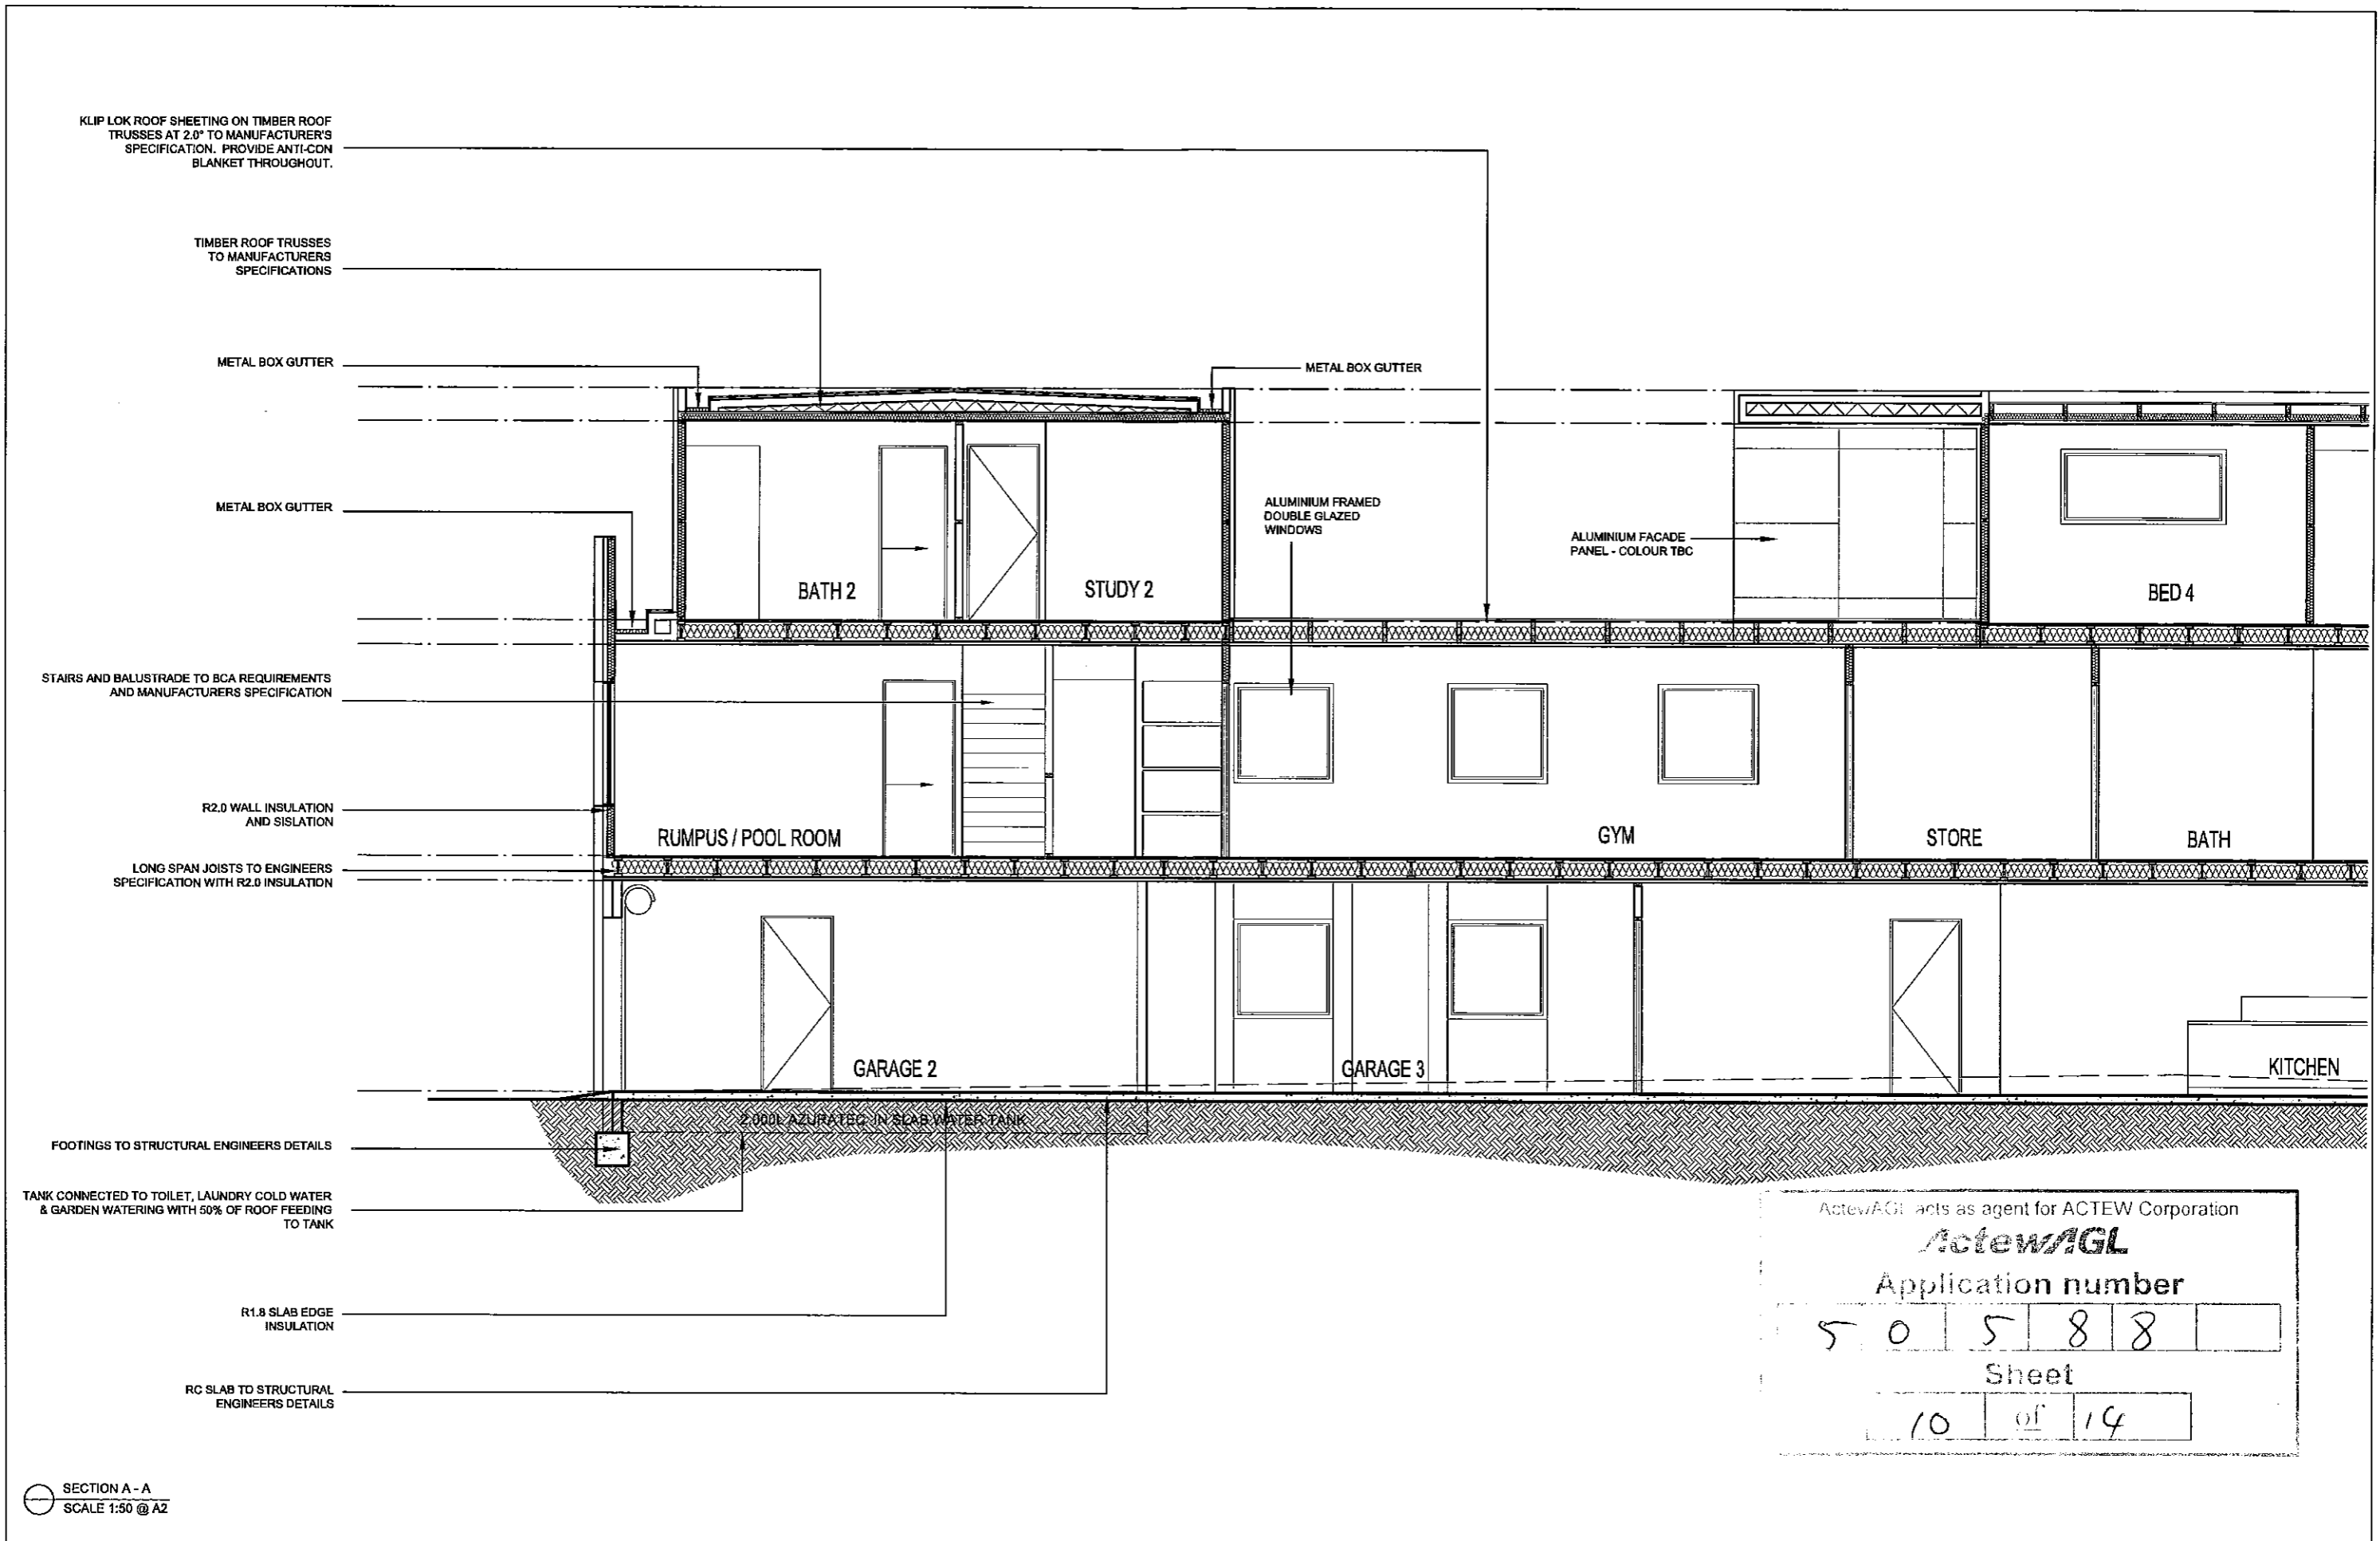 KLIP LOK ROOF SHEETING ON TIMBER ROOF
TRUSSES AT 2.0° TO MANUFACTURER'S
SPECIFICATION. PROVIDE ANTI-CON
BLANKET THROUGHOUT.
TIMBER ROOF TRUSSES
TO MANUFACTURERS
SPECIFICATIONS
METAL BOX GUTTER
METAL BOX GUTTER
METAL BOX GUTTER
ALUMINIUM FRAMED
DOUBLE GLAZED
WINDOWS
ALUMINIUM FACADE
PANEL - COLOUR TBC
BATH 2
STUDY 2
BED 4
STAIRS AND BALUSTRADE TO BCA REQUIREMENTS
AND MANUFACTURERS SPECIFICATION
R2.0 WALL INSULATION
AND SISLATION
RUMPUS / POOL ROOM
GYM
STORE
BATH
LONG SPAN JOISTS TO ENGINEERS
SPECIFICATION WITH R2.0 INSULATION
GARAGE 2
GARAGE 3
KITCHEN
2.000L AZURATEC IN SLAB WATER TANK
FOOTINGS TO STRUCTURAL ENGINEERS DETAILS
TANK CONNECTED TO TOILET, LAUNDRY COLD WATER
& GARDEN WATERING WITH 50% OF ROOF FEEDING
TO TANK
R1.8 SLAB EDGE
INSULATION
RC SLAB TO STRUCTURAL
ENGINEERS DETAILS
ActewAGL acts as agent for ACTEW Corporation
ActewAGL
Application number
5 0 5 8 8
Sheet
10 of 14
SECTION A - A
SCALE 1:50 @ A2